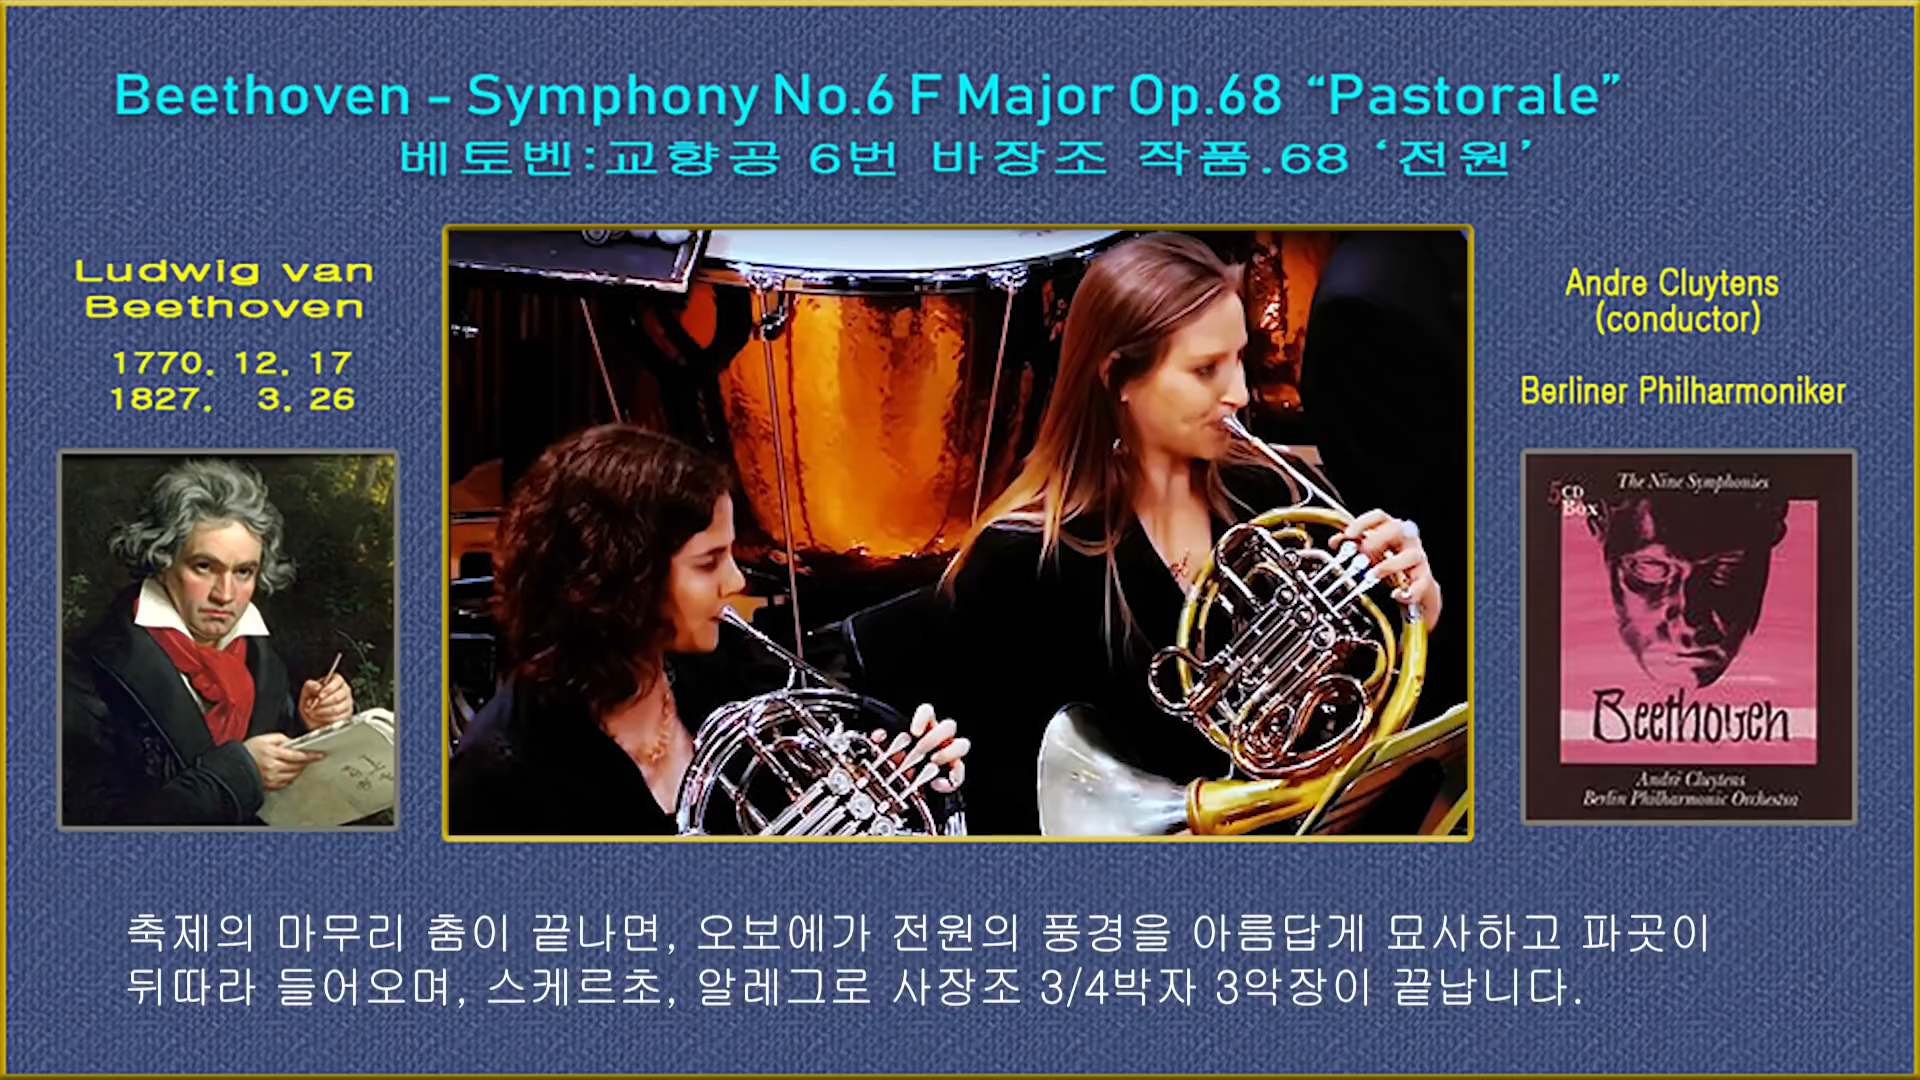 Beethoven - Symphony No.6 F Major Op.68 “Pastorale”
베토벤:교향공 6번 바장조 작품.68 ‘전원’
Ludwig van
Beethoven
1770. 12. 17
1827. 3. 26
Andre Cluytens
(conductor)
Berliner Philharmoniker
The Nine Symphonies
5CD
Box
Beethoven
André Cluytens
Berlin Philharmonic Orchestra
축제의 마무리 춤이 끝나면, 오보에가 전원의 풍경을 아름답게 묘사하고 파곳이
뒤따라 들어오며, 스케르초, 알레그로 사장조 3/4박자 3악장이 끝납니다.